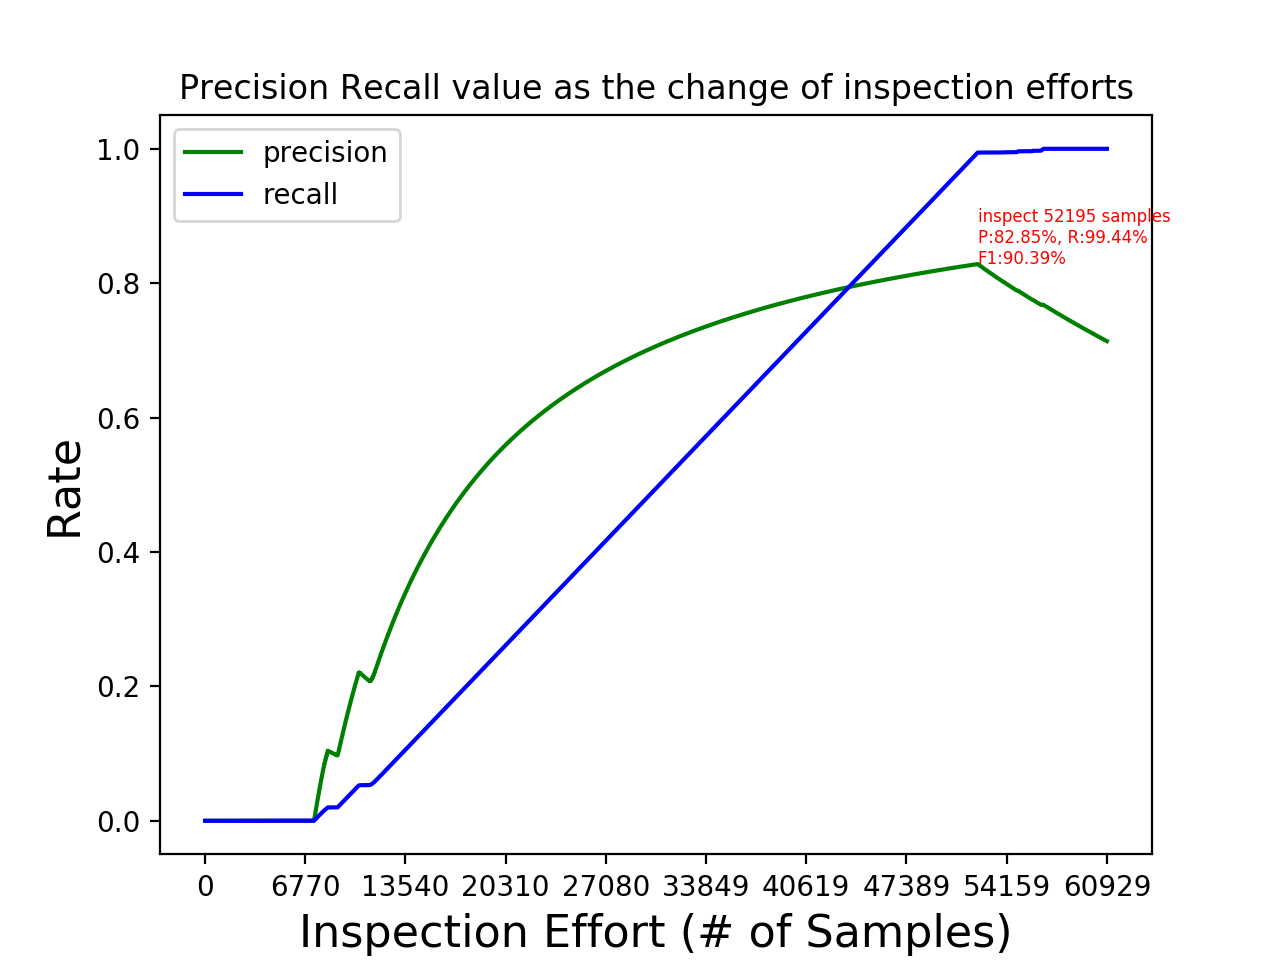 Precision Recall value as the change of inspection efforts
precision
recall
1.0
0.8
0.6
0.4
0.2
0.0
Rate
inspect 52195 samples
P:82.85%, R:99.44%
F1:90.39%
0 6770 13540 20310 27080 33849 40619 47389 54159 60929
Inspection Effort (# of Samples)